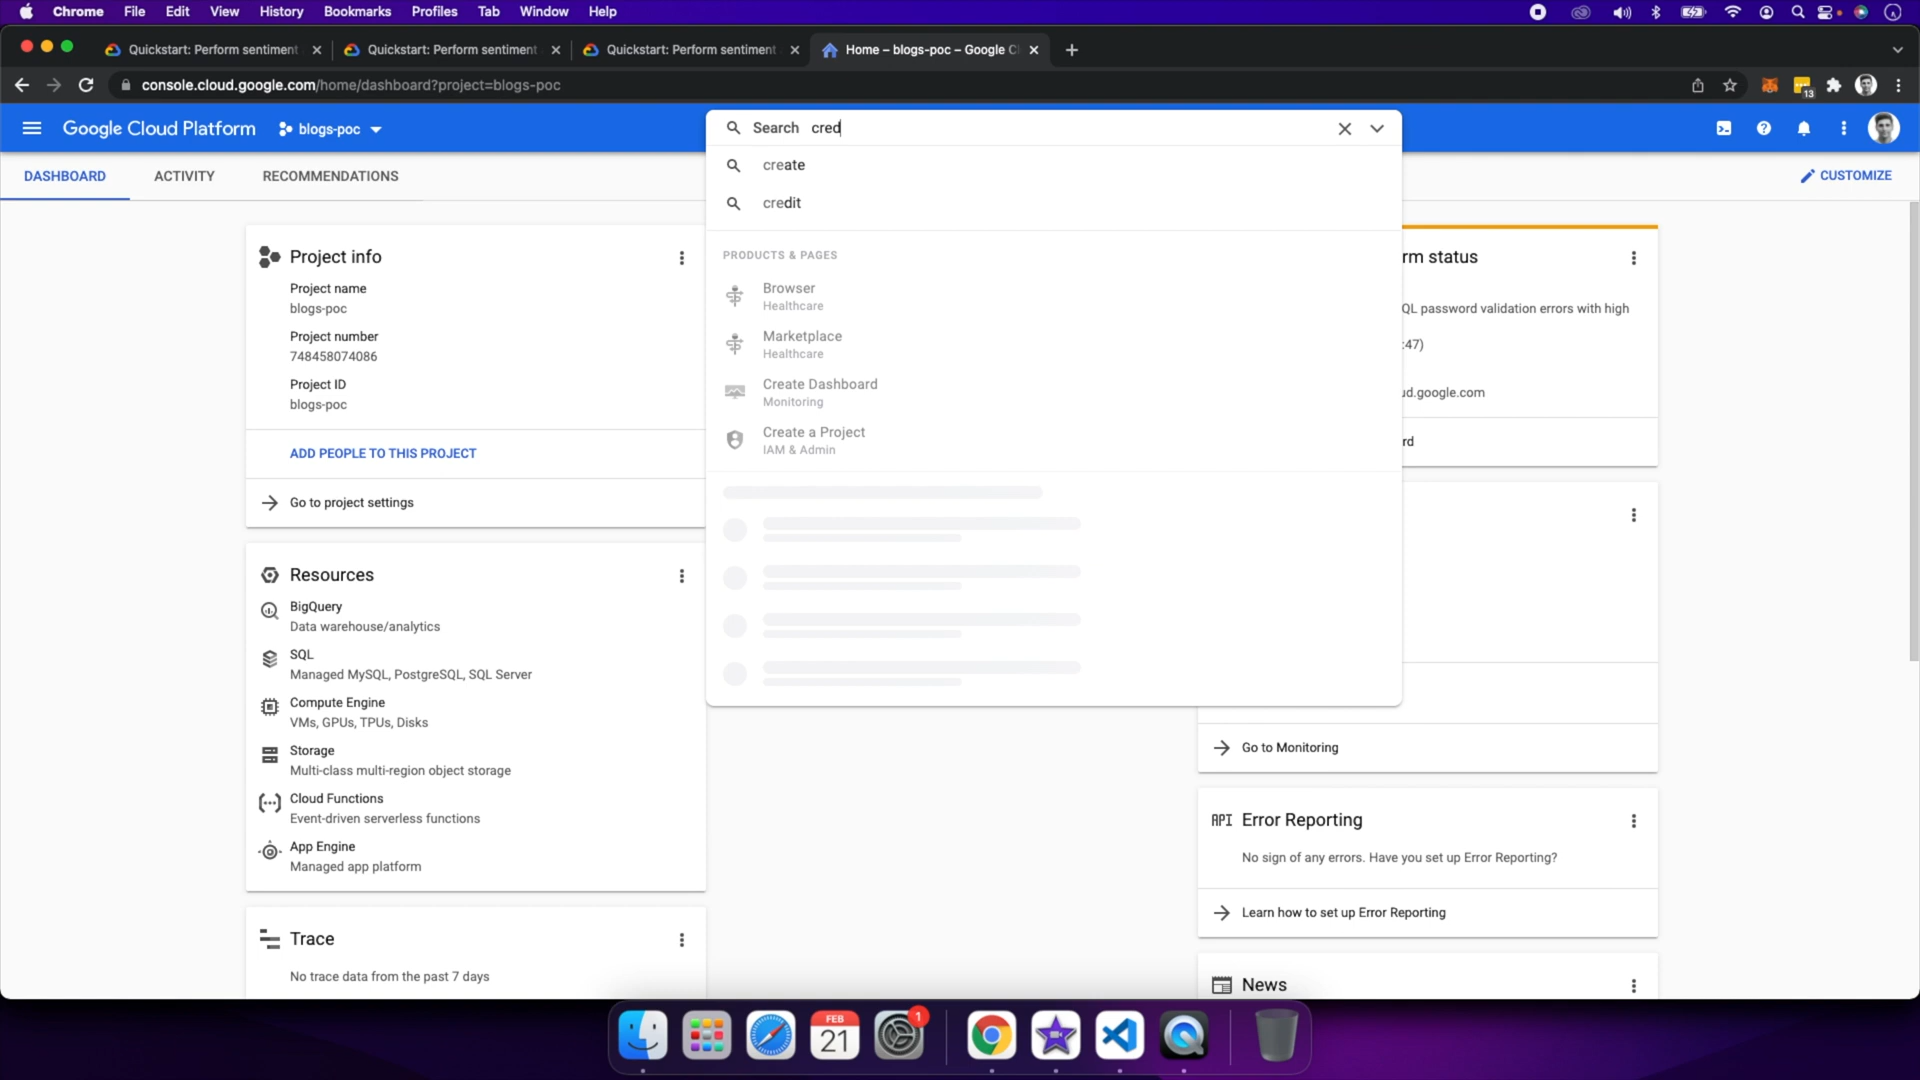 Chrome File Edit View History Bookmarks Profiles Tab Window Help
Quickstart: Perform sentiment
Quickstart: Perform sentiment
Quickstart: Perform sentiment
Home – blogs-poc – Google C
console.cloud.google.com/home/dashboard?project=blogs-poc
13
Google Cloud Platform
blogs-poc
Search cred
DASHBOARD
ACTIVITY
RECOMMENDATIONS
CUSTOMIZE
create
credit
PRODUCTS & PAGES
Browser
Healthcare
Marketplace
Healthcare
Create Dashboard
Monitoring
Create a Project
IAM & Admin
Project info
Project name
blogs-poc
Project number
748458074086
Project ID
blogs-poc
ADD PEOPLE TO THIS PROJECT
Go to project settings
Resources
BigQuery
Data warehouse/analytics
SQL
Managed MySQL, PostgreSQL, SQL Server
Compute Engine
VMs, GPUs, TPUs, Disks
Storage
Multi-class multi-region object storage
Cloud Functions
Event-driven serverless functions
App Engine
Managed app platform
Trace
No trace data from the past 7 days
rm status
QL password validation errors with high
:47)
ud.google.com
rd
Go to Monitoring
API Error Reporting
No sign of any errors. Have you set up Error Reporting?
Learn how to set up Error Reporting
News
FEB
21
1